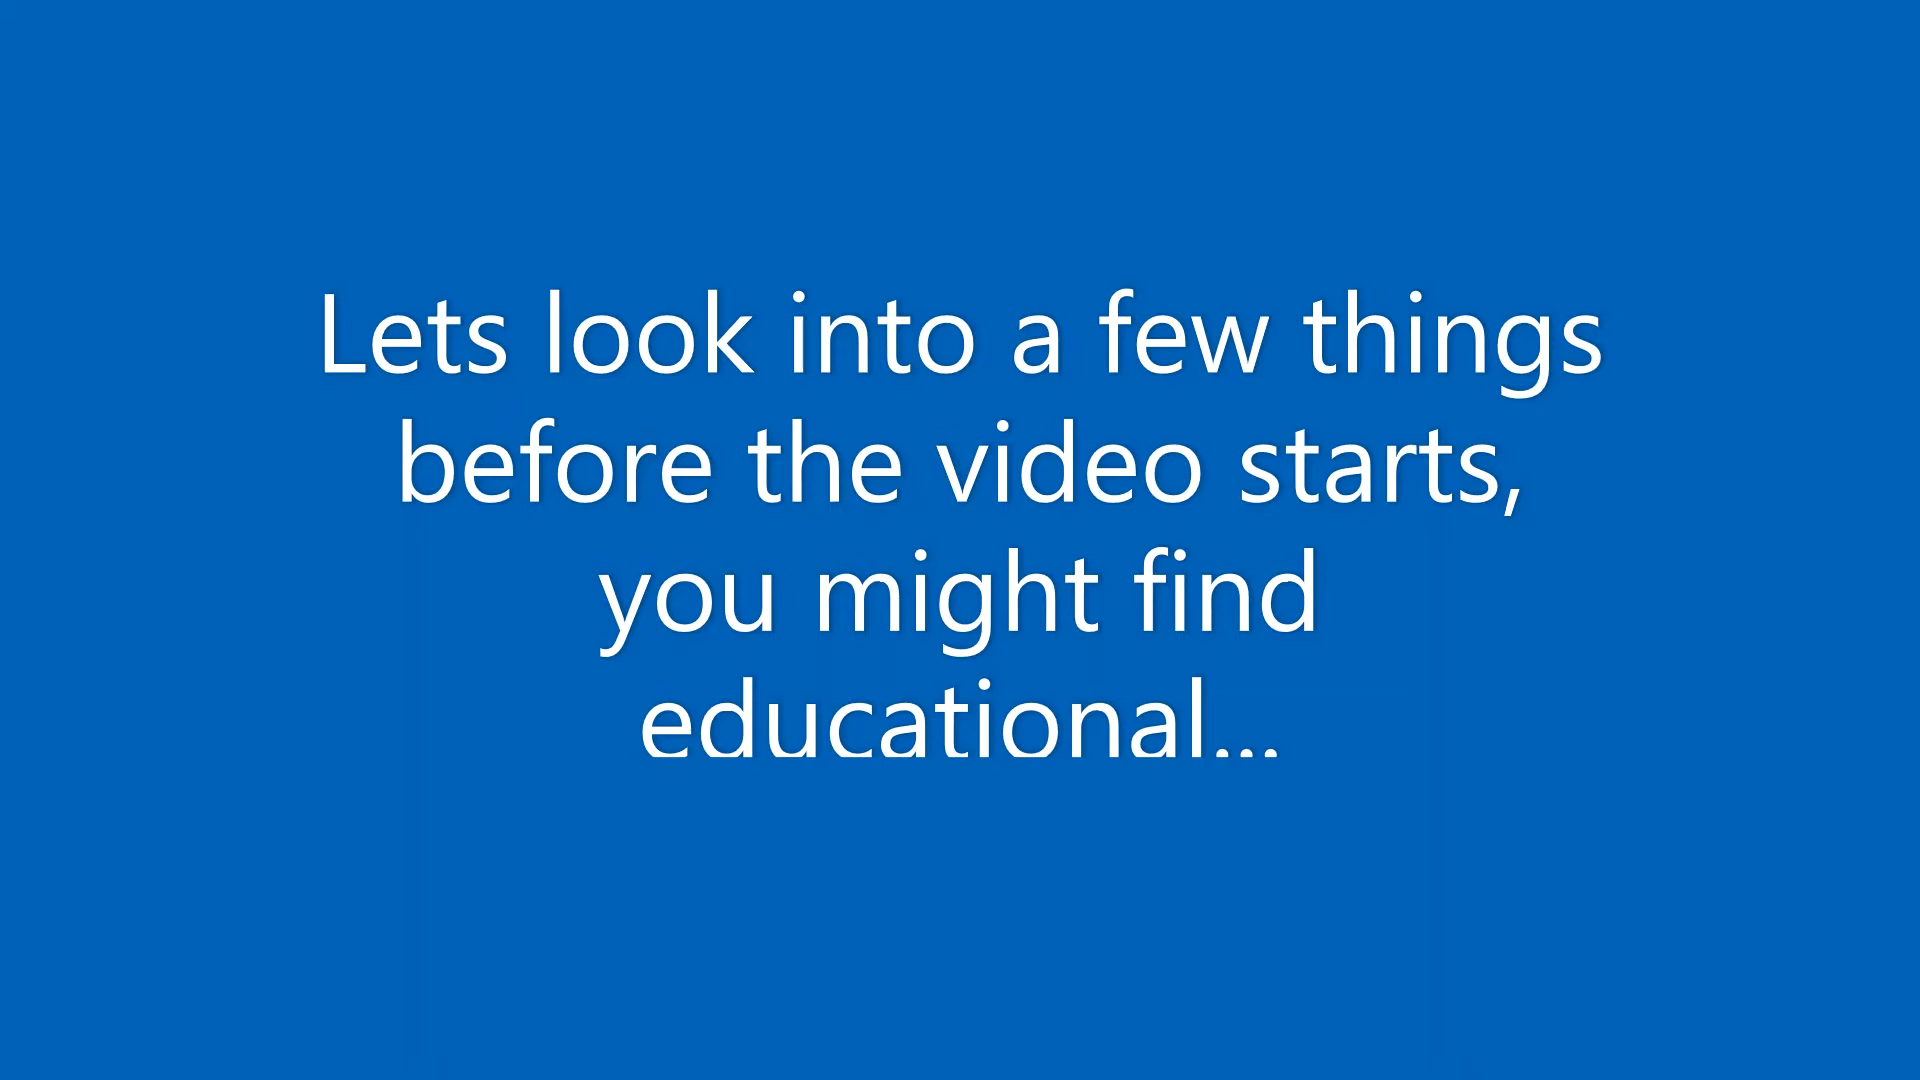 Lets look into a few things
before the video starts,
you might find
educational...